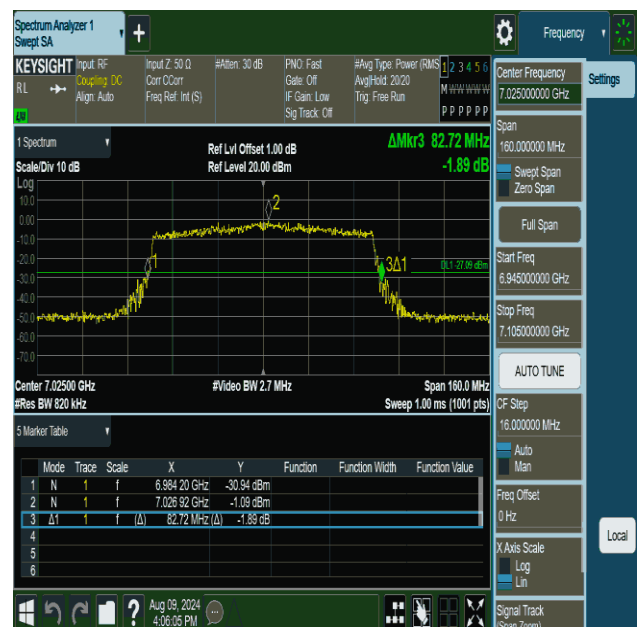 Spectrum Analyzer 1
Swept SA
Frequency
KEYSIGHT
RL
Input: RF
Coupling: DC
Align: Auto
Input Z: 50 Ω
Corr CCorr
Freq Ref: Int (S)
#Atten: 30 dB
PNO: Fast
Gate: Off
IF Gain: Low
Sig Track: Off
#Avg Type: Power (RMS
Avg|Hold: 20/20
Trig: Free Run
1 2 3 4 5 6
M W W W W W
P P P P P P
Center Frequency
7.025000000 GHz
Settings
Span
160.000000 MHz
Swept Span
Zero Span
Full Span
Start Freq
6.945000000 GHz
Stop Freq
7.105000000 GHz
AUTO TUNE
CF Step
16.000000 MHz
Auto
Man
Freq Offset
0 Hz
X Axis Scale
Log
Lin
Signal Track
(Span Zoom)
Local
1 Spectrum
Scale/Div 10 dB
Ref Lvl Offset 1.00 dB
Ref Level 20.00 dBm
ΔMkr3 82.72 MHz
-1.89 dB
Log
10.0
0.00
-10.0
-20.0
-30.0
-40.0
-50.0
-60.0
-70.0
1
2
3Δ1
DL1 -27.09 dBm
Center 7.02500 GHz
#Res BW 820 kHz
#Video BW 2.7 MHz
Span 160.0 MHz
Sweep 1.00 ms (1001 pts)
5 Marker Table
Mode Trace Scale X Y Function Function Width Function Value
1 N 1 f 6.984 20 GHz -30.94 dBm
2 N 1 f 7.026 92 GHz -1.09 dBm
3 Δ1 1 f (Δ) 82.72 MHz (Δ) -1.89 dB
4
5
6
?
Aug 09, 2024
4:06:05 PM